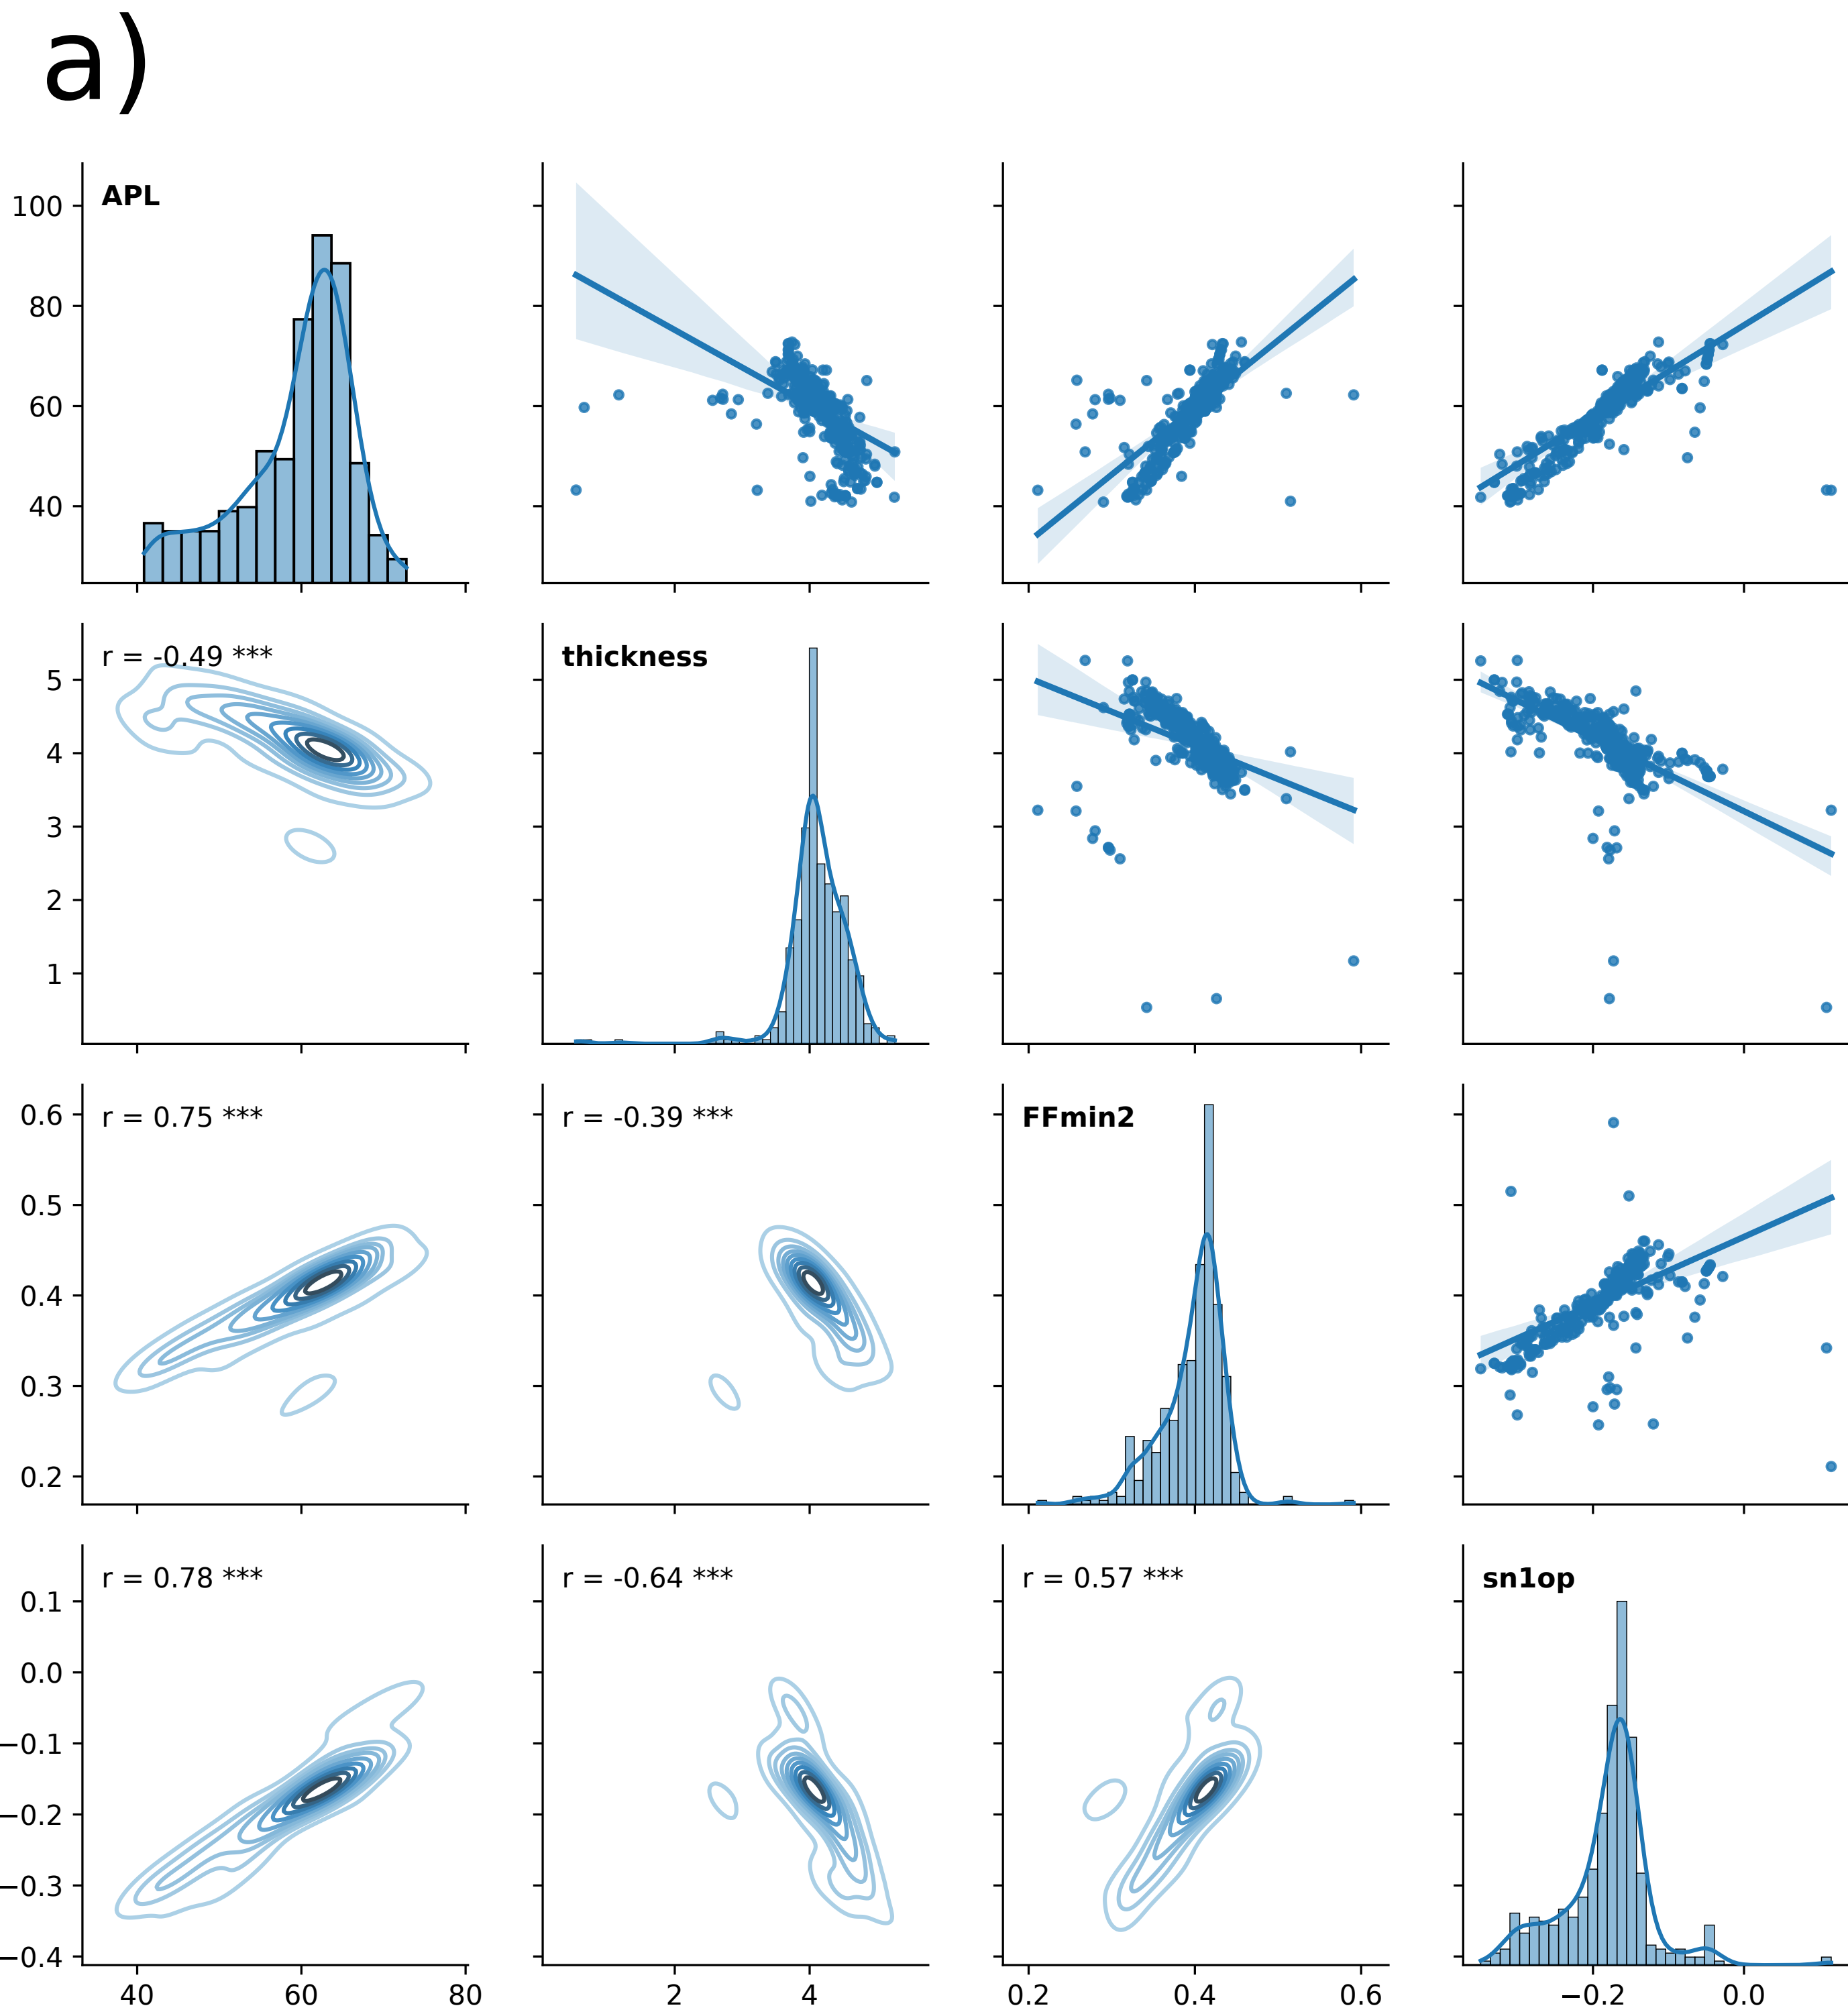 a)
100
APL
80
60
40
r = -0.49 ***
thickness
5
4
3
2
1
0.6
r = 0.75 ***
r = -0.39 ***
FFmin2
0.5
0.4
0.3
0.2
r = 0.78 ***
r = -0.64 ***
r = 0.57 ***
sn1op
0.1
0.0
−0.1
−0.2
−0.3
−0.4
40 60 80 2 4 0.2 0.4 0.6 −0.2 0.0